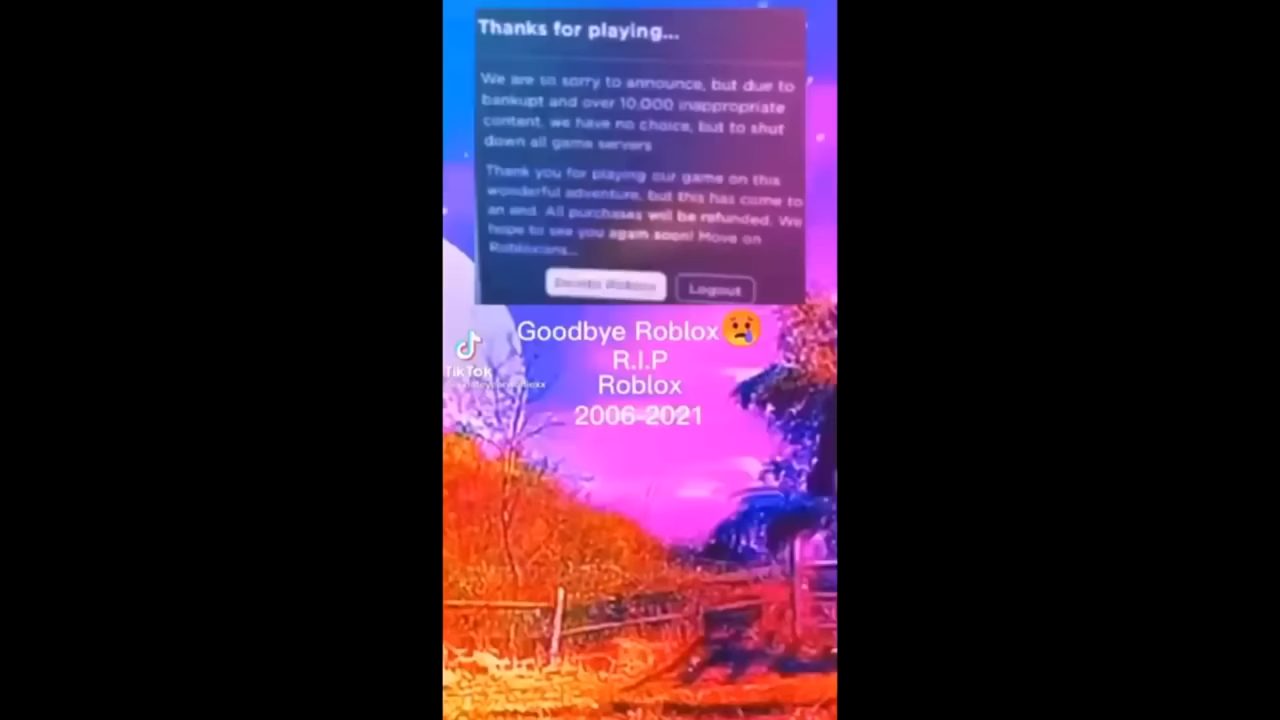 Thanks for playing...
We are so sorry to announce, but due to
bankupt and over 10,000 inappropriate
content, we have no choice, but to shut
down all game servers
Thank you for playing our game on this
wonderful adventure, but this has come to
an end. All purchases will be refunded. We
hope to see you again soon! Move on
Robloxians...
Logout
Goodbye Roblox😢
R.I.P
Roblox
2006-2021
TikTok